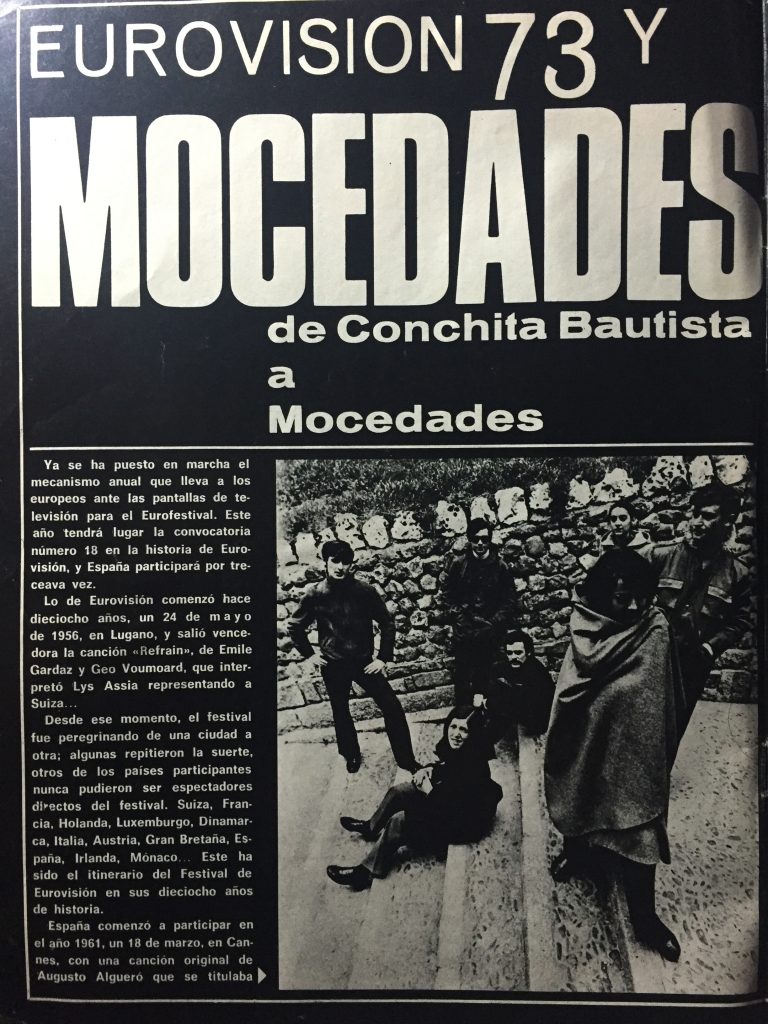 EUROVISION 73 Y
MOCEDADES
de Conchita Bautista
a
Mocedades
Ya se ha puesto en marcha el
mecanismo anual que lleva a los
europeos ante las pantallas de te-
levisión para el Eurofestival. Este
año tendrá lugar la convocatoria
número 18 en la historia de Euro-
visión, y España participará por tre-
ceava vez.
Lo de Eurovisión comenzó hace
dieciocho años, un 24 de mayo
de 1956, en Lugano, y salió vence-
dora la canción «Refrain», de Emile
Gardaz y Geo Voumoard, que inter-
pretó Lys Assia representando a
Suiza...
Desde ese momento, el festival
fue peregrinando de una ciudad a
otra; algunas repitieron la suerte,
otros de los países participantes
nunca pudieron ser espectadores
directos del festival. Suiza, Fran-
cia, Holanda, Luxemburgo, Dinamar-
ca, Italia, Austria, Gran Bretaña, Es-
paña, Irlanda, Mónaco... Este ha
sido el itinerario del Festival de
Eurovisión en sus dieciocho años
de historia.
España comenzó a participar en
el año 1961, un 18 de marzo, en Can-
nes, con una canción original de
Augusto Algueró que se titulaba